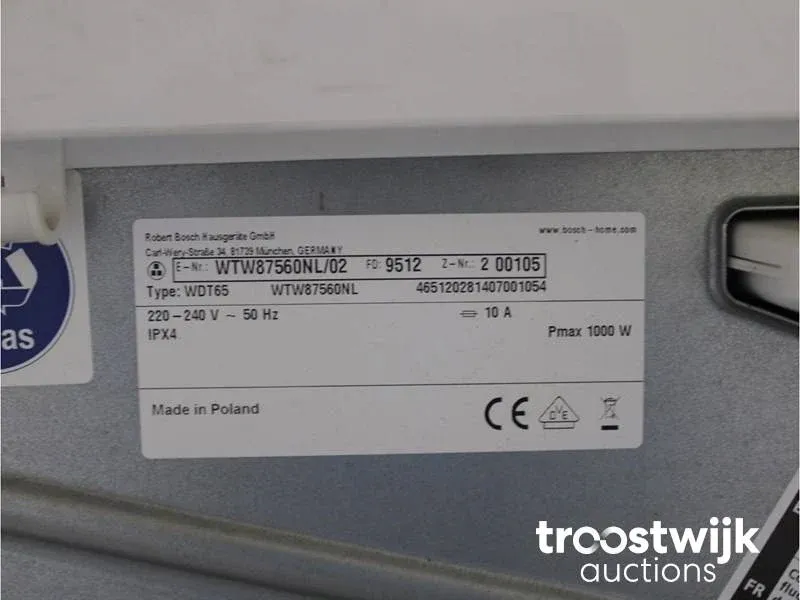 Robert Bosch Hausgeräte GmbH
Carl-Wery-Straße 34, 81739 München, GERMANY
www.bosch-home.com
E-Nr.: WTW87560NL/02 FD: 9512 Z-Nr.: 2 00105
Type: WDT65 WTW87560NL 465120281407001054
220-240 V ~ 50 Hz 10 A
IPX4 Pmax 1000 W
Made in Poland
CE DVE
as
troostwijk
auctions
FR